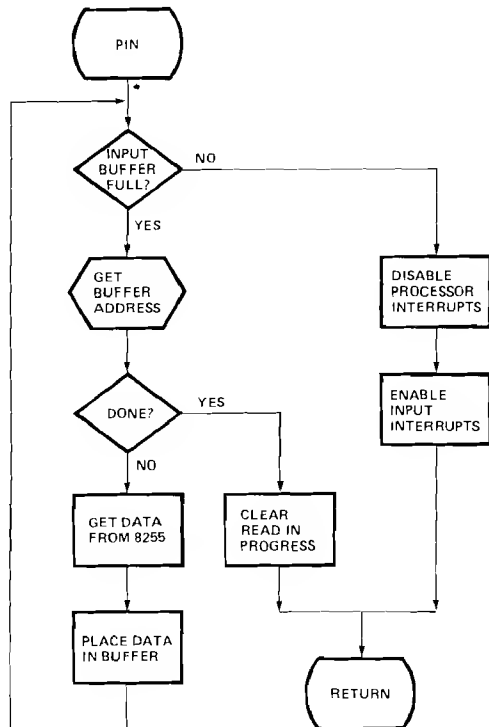 PIN
INPUT
BUFFER
FULL?
NO
YES
GET
BUFFER
ADDRESS
DISABLE
PROCESSOR
INTERRUPTS
DONE?
YES
NO
ENABLE
INPUT
INTERRUPTS
GET DATA
FROM 8255
CLEAR
READ IN
PROGRESS
PLACE DATA
IN BUFFER
RETURN